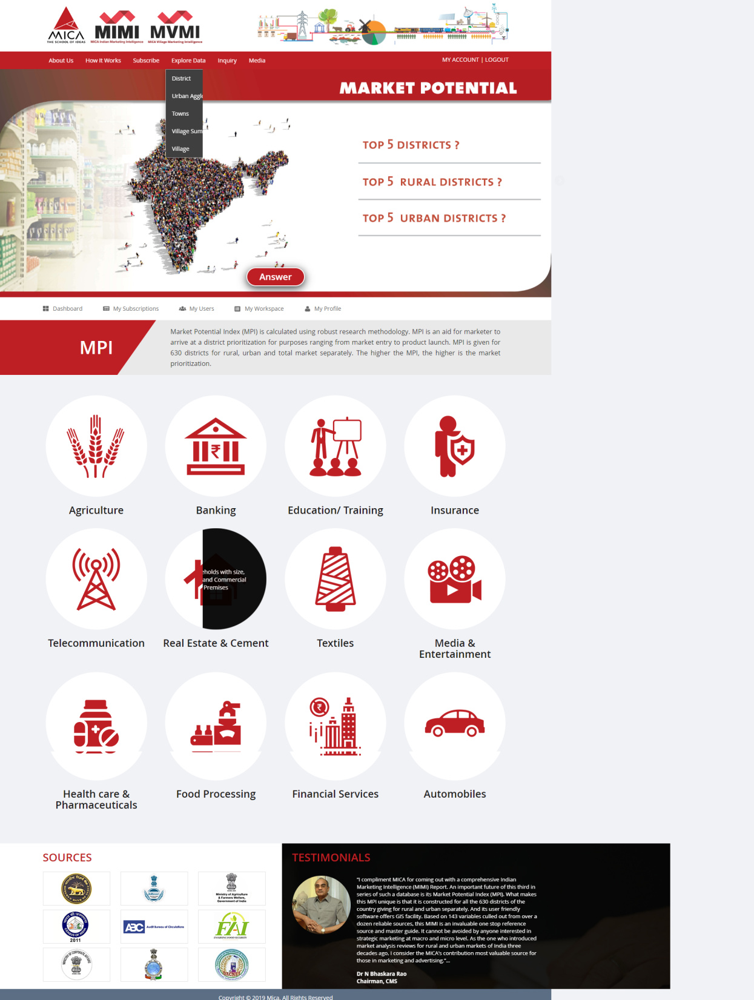 MICA
THE SCHOOL OF IDEAS
MIMI
MICA Indian Marketing Intelligence
MVMI
MICA Village Marketing Intelligence
About Us
How It Works
Subscribe
Explore Data
Inquiry
Media
MY ACCOUNT | LOGOUT
District
Urban Aggl
Towns
Village Sum
Village
MARKET POTENTIAL
TOP 5 DISTRICTS ?
TOP 5 RURAL DISTRICTS ?
TOP 5 URBAN DISTRICTS ?
Answer
Dashboard
My Subscriptions
My Users
My Workspace
My Profile
MPI
Market Potential Index (MPI) is calculated using robust research methodology. MPI is an aid for marketer to
arrive at a district prioritization for purposes ranging from market entry to product launch. MPI is given for
630 districts for rural, urban and total market separately. The higher the MPI, the higher is the market
prioritization.
Agriculture
Banking
Education/ Training
Insurance
eholds with size,
and Commercial
Premises
Telecommunication
Real Estate & Cement
Textiles
Media &
Entertainment
Health care &
Pharmaceuticals
Food Processing
Financial Services
Automobiles
SOURCES
Ministry of Agriculture
& Farmers Welfare,
Government of India
2011
ABC
Audit Bureau of Circulations
FAI
ENSURING FOOD SECURITY
MINISTRY OF CORPORATE AFFAIRS
TESTIMONIALS
"I compliment MICA for coming out with a comprehensive Indian
Marketing Intelligence (MIMI) Report. An important future of this third in
series of such a database is its Market Potential Index (MPI). What makes
this MPI unique is that it is constructed for all the 630 districts of the
country giving for rural and urban separately. And its user friendly
software offers GIS facility. Based on 143 variables culled out from over a
dozen reliable sources, this MIMI is an invaluable one stop reference
source and master guide. It cannot be avoided by anyone interested in
strategic marketing at macro and micro level. As the one who introduced
market analysis reviews for rural and urban markets of India three
decades ago, I consider the MICA's contribution most valuable source for
those in marketing and advertising."...
Dr N Bhaskara Rao
Chairman, CMS
Copyright © 2019 Mica. All Rights Reserved